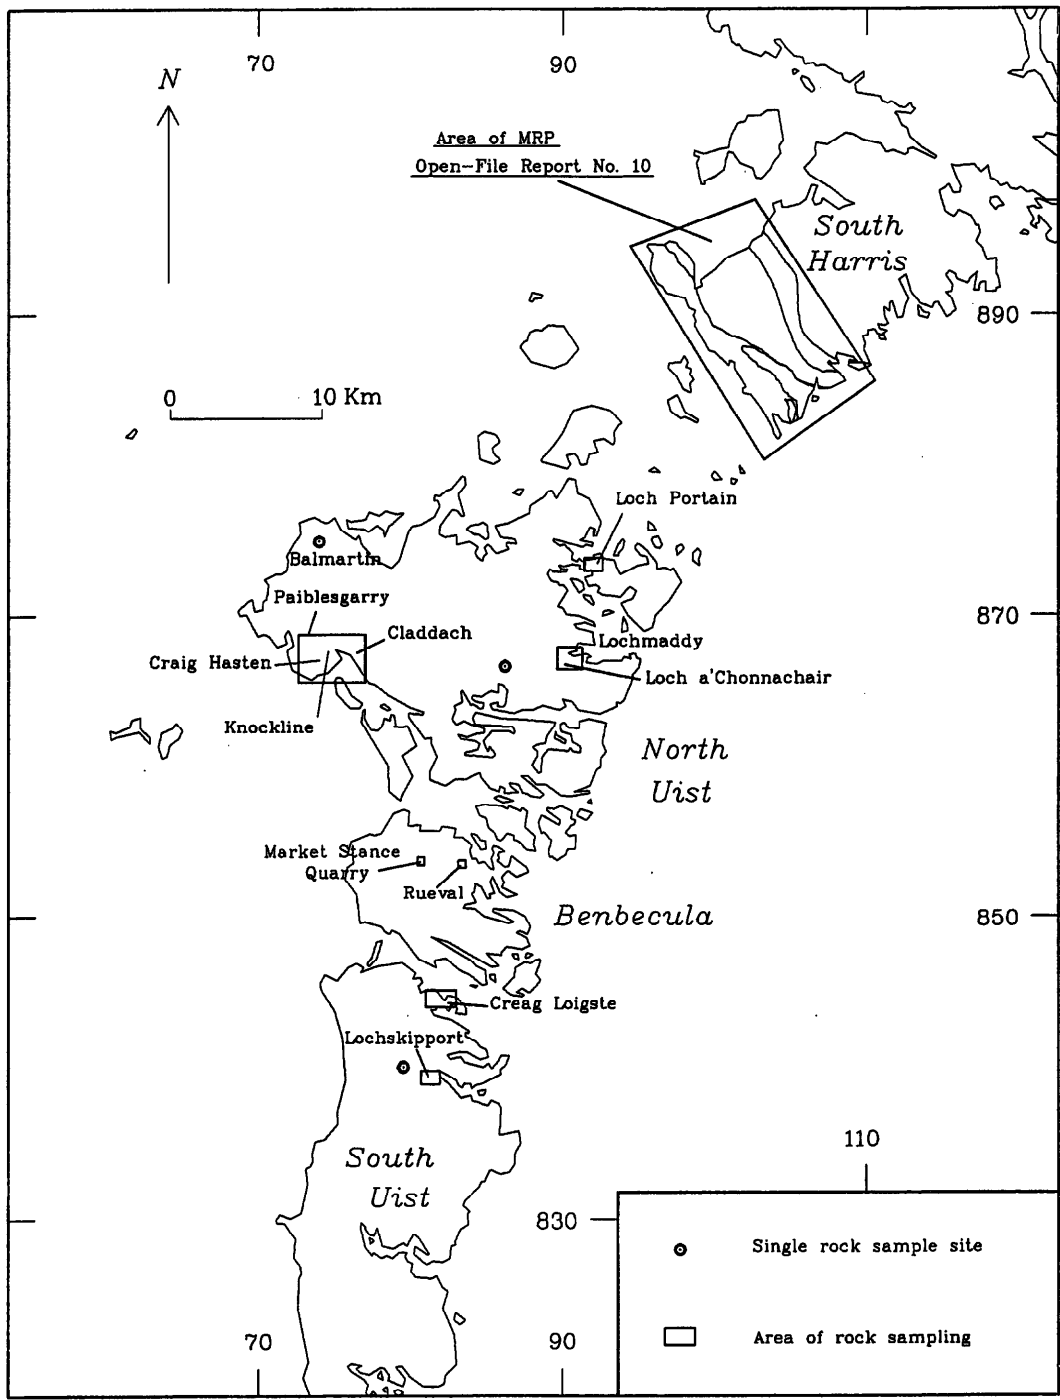 70
90
N
Area of MRP
Open-File Report No. 10
South
Harris
890
0
10 Km
Loch Portain
Balmartin
Paiblesgarry
870
Claddach
Lochmaddy
Craig Hasten
Loch a'Chonnachair
Knockline
North
Uist
Market Stance
Quarry
Rueval
Benbecula
850
Creag Loigste
Lochskipport
110
South
Uist
830
Single rock sample site
70
90
Area of rock sampling